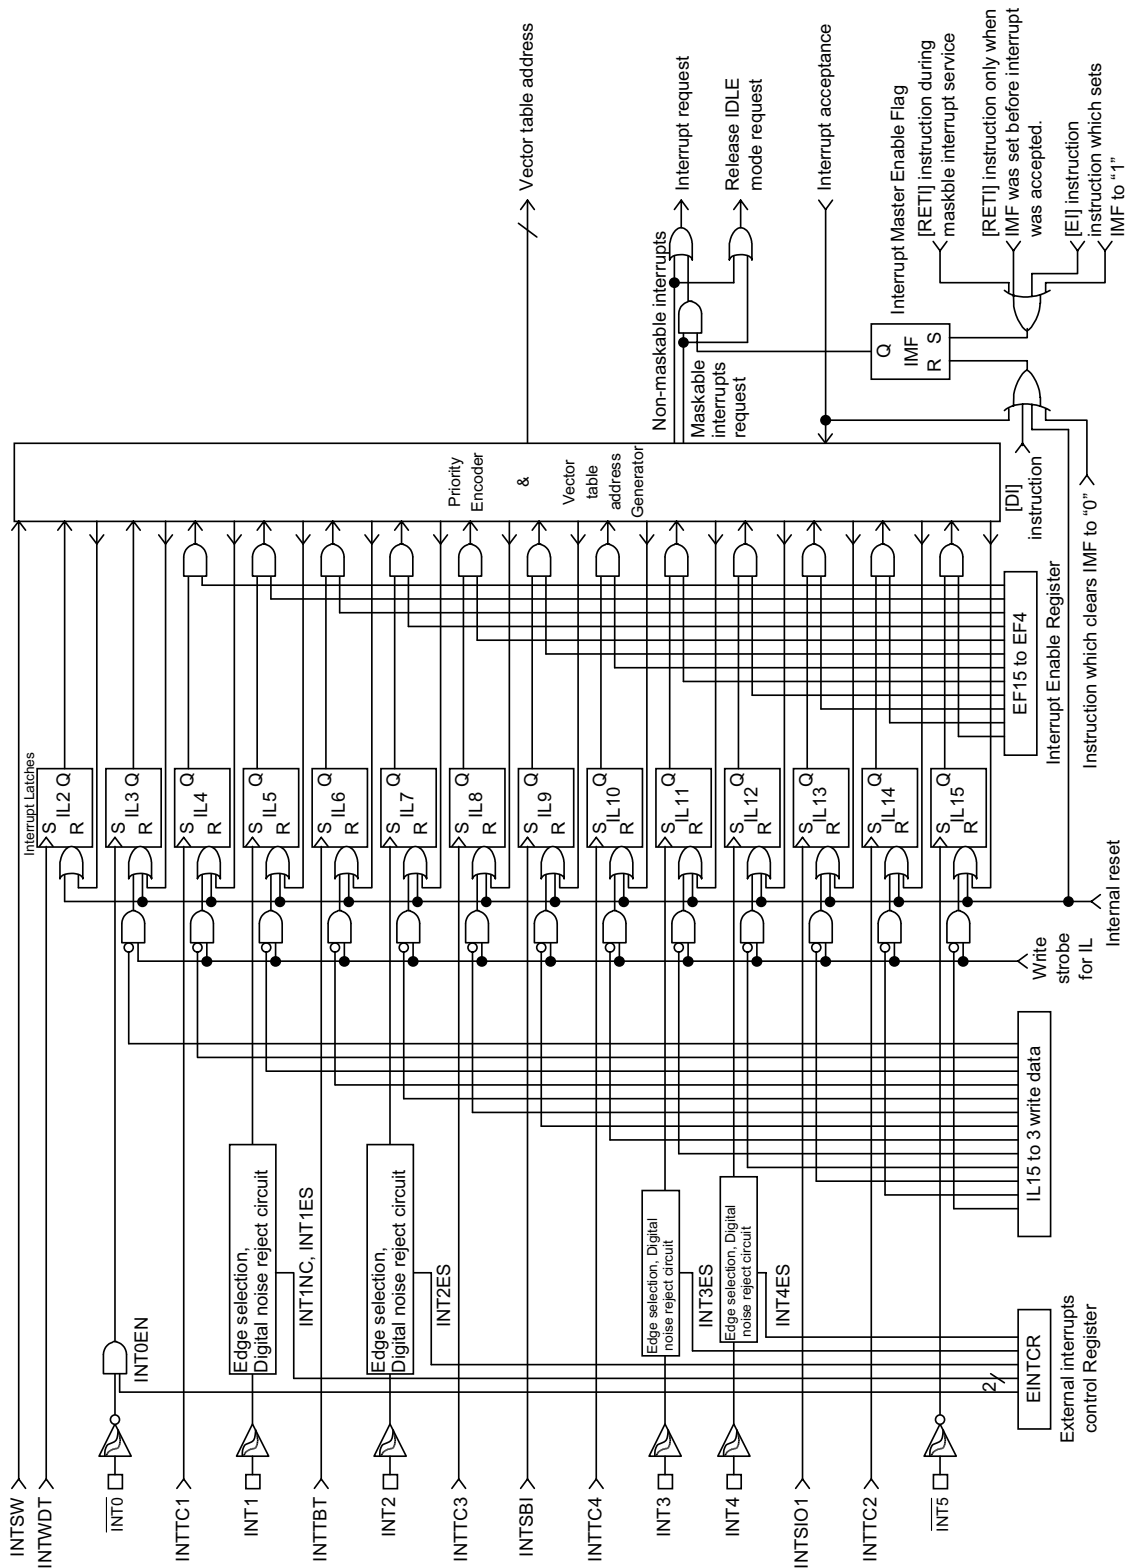 INTSW
INTWDT
INT0
INTTC1
INT1
INTTBT
INT2
INTTC3
INTSBI
INTTC4
INT3
INT4
INTSIO1
INTTC2
INT5
INT0EN
Edge selection,
Digital noise reject circuit
INT1NC, INT1ES
Edge selection,
Digital noise reject circuit
INT2ES
Edge selection, Digital
noise reject circuit
INT3ES
Edge selection, Digital
noise reject circuit
INT4ES
2
EINTCR
External interrupts
control Register
IL15 to 3 write data
Write
strobe
for IL
Internal reset
Interrupt Latches
S
IL2
Q
R
S
IL3
Q
R
S
IL4
Q
R
S
IL5
Q
R
S
IL6
Q
R
S
IL7
Q
R
S
IL8
Q
R
S
IL9
Q
R
S
IL10
Q
R
S
IL11
Q
R
S
IL12
Q
R
S
IL13
Q
R
S
IL14
Q
R
S
IL15
Q
R
EF15 to EF4
Interrupt Enable Register
Instruction which clears IMF to “0”
Priority
Encoder
&
Vector
table
address
Generator
[DI]
instruction
Vector table address
Non-maskable interrupts
Maskable
interrupts
request
Interrupt request
Release IDLE
mode request
Interrupt acceptance
Q
IMF
R S
Interrupt Master Enable Flag
[RETI] instruction during
maskble interrupt service
[RETI] instruction only when
IMF was set before interrupt
was accepted.
[EI] instruction
instruction which sets
IMF to “1”